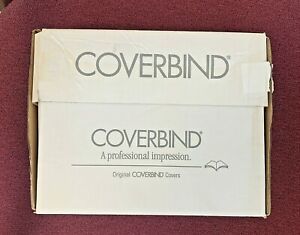 COVERBIND®
COVERBIND®
A professional impression.
Original COVERBIND Covers